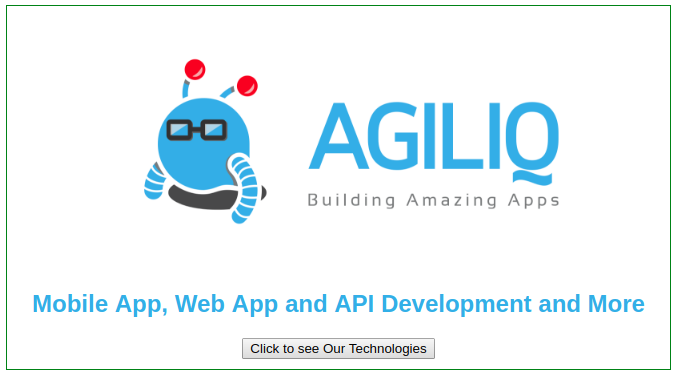 AGILIQ
Building Amazing Apps
Mobile App, Web App and API Development and More
Click to see Our Technologies